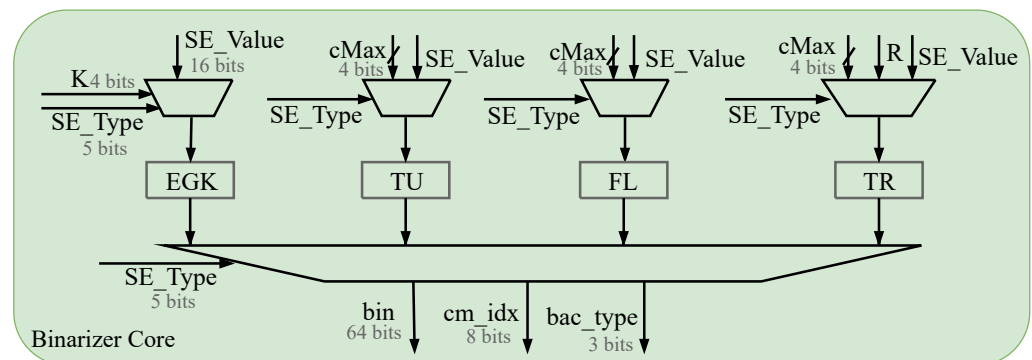 SE_Value
16 bits
K 4 bits
SE_Type
5 bits
cMax
4 bits
SE_Value
SE_Type
cMax
4 bits
SE_Value
SE_Type
cMax
4 bits
R
SE_Value
SE_Type
EGK
TU
FL
TR
SE_Type
5 bits
bin
64 bits
cm_idx
8 bits
bac_type
3 bits
Binarizer Core